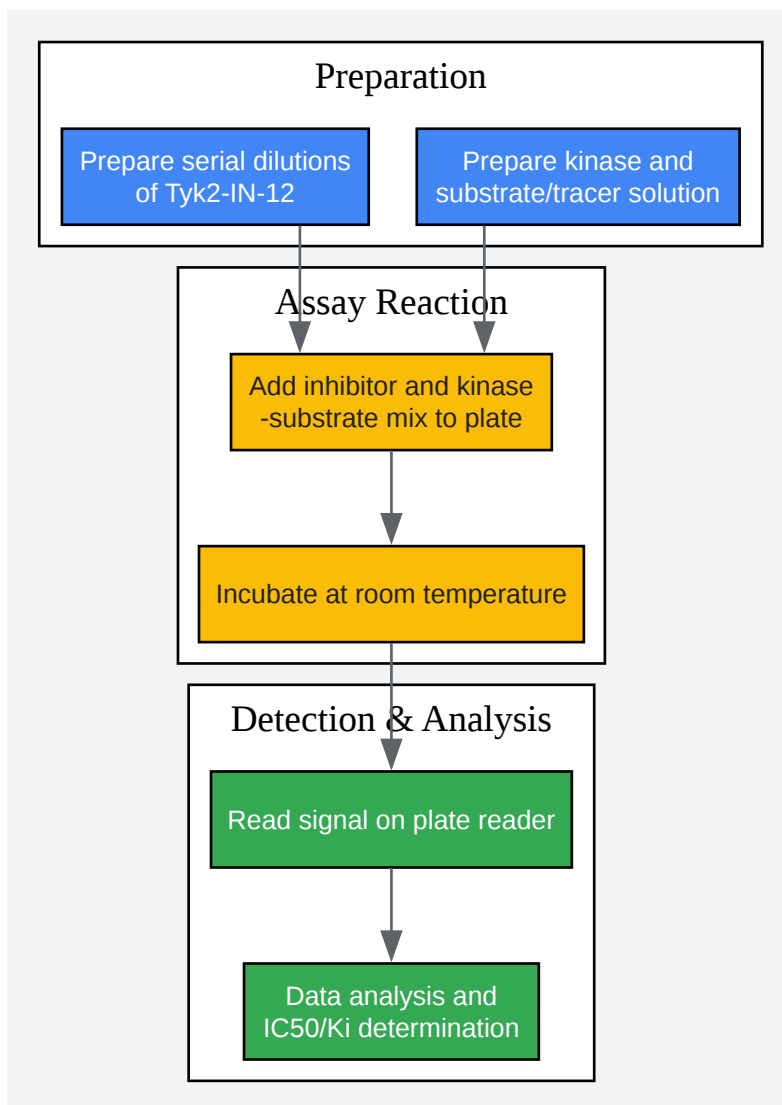 Preparation
Prepare serial dilutions
of Tyk2-IN-12
Prepare kinase and
substrate/tracer solution
Assay Reaction
Add inhibitor and kinase
-substrate mix to plate
Incubate at room temperature
Detection & Analysis
Read signal on plate reader
Data analysis and
IC50/Ki determination